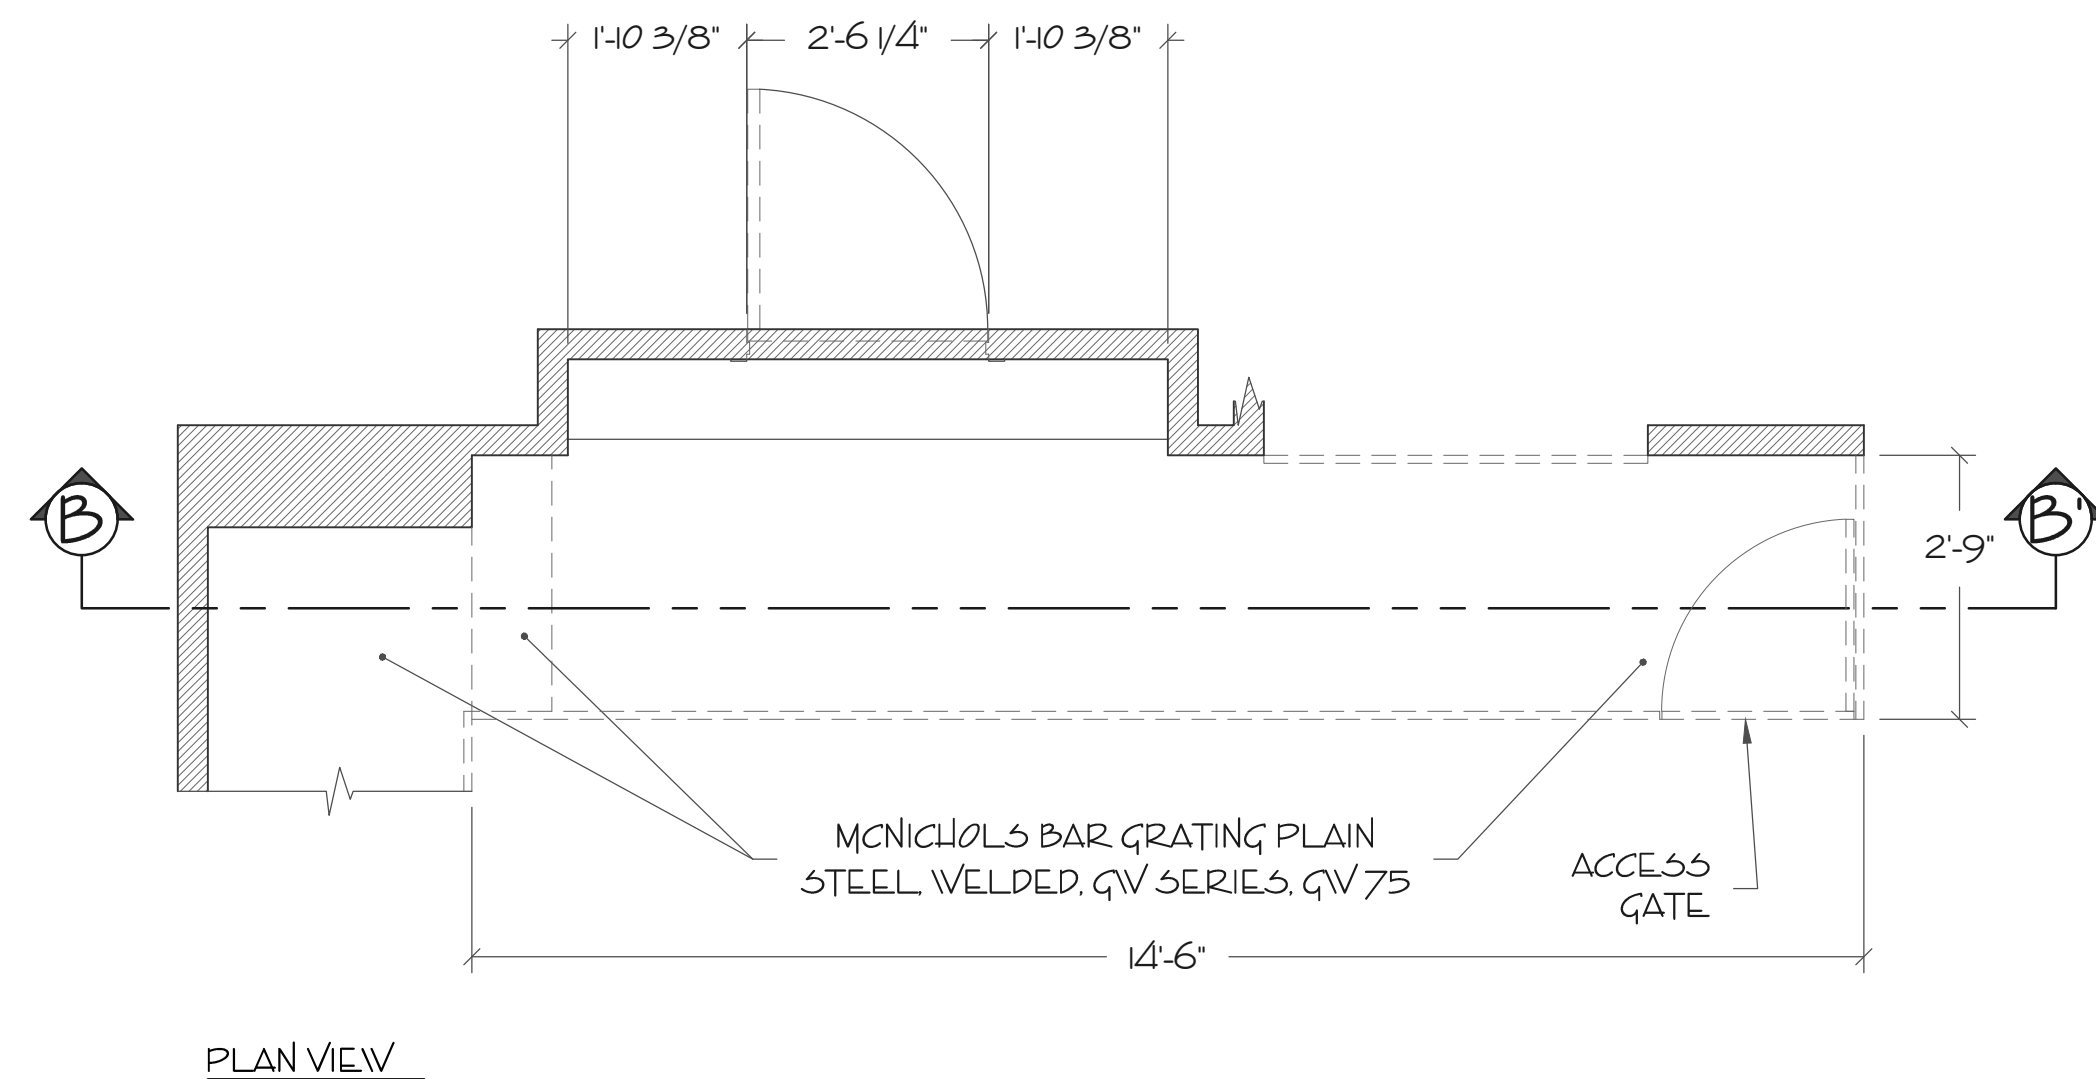 1'-10 3/8" 2'-6 1/4" 1'-10 3/8"
B B'
2'-9"
MCNICHOLS BAR GRATING PLAIN
STEEL, WELDED, GW SERIES, GW 75
ACCESS
GATE
14'-6"
PLAN VIEW